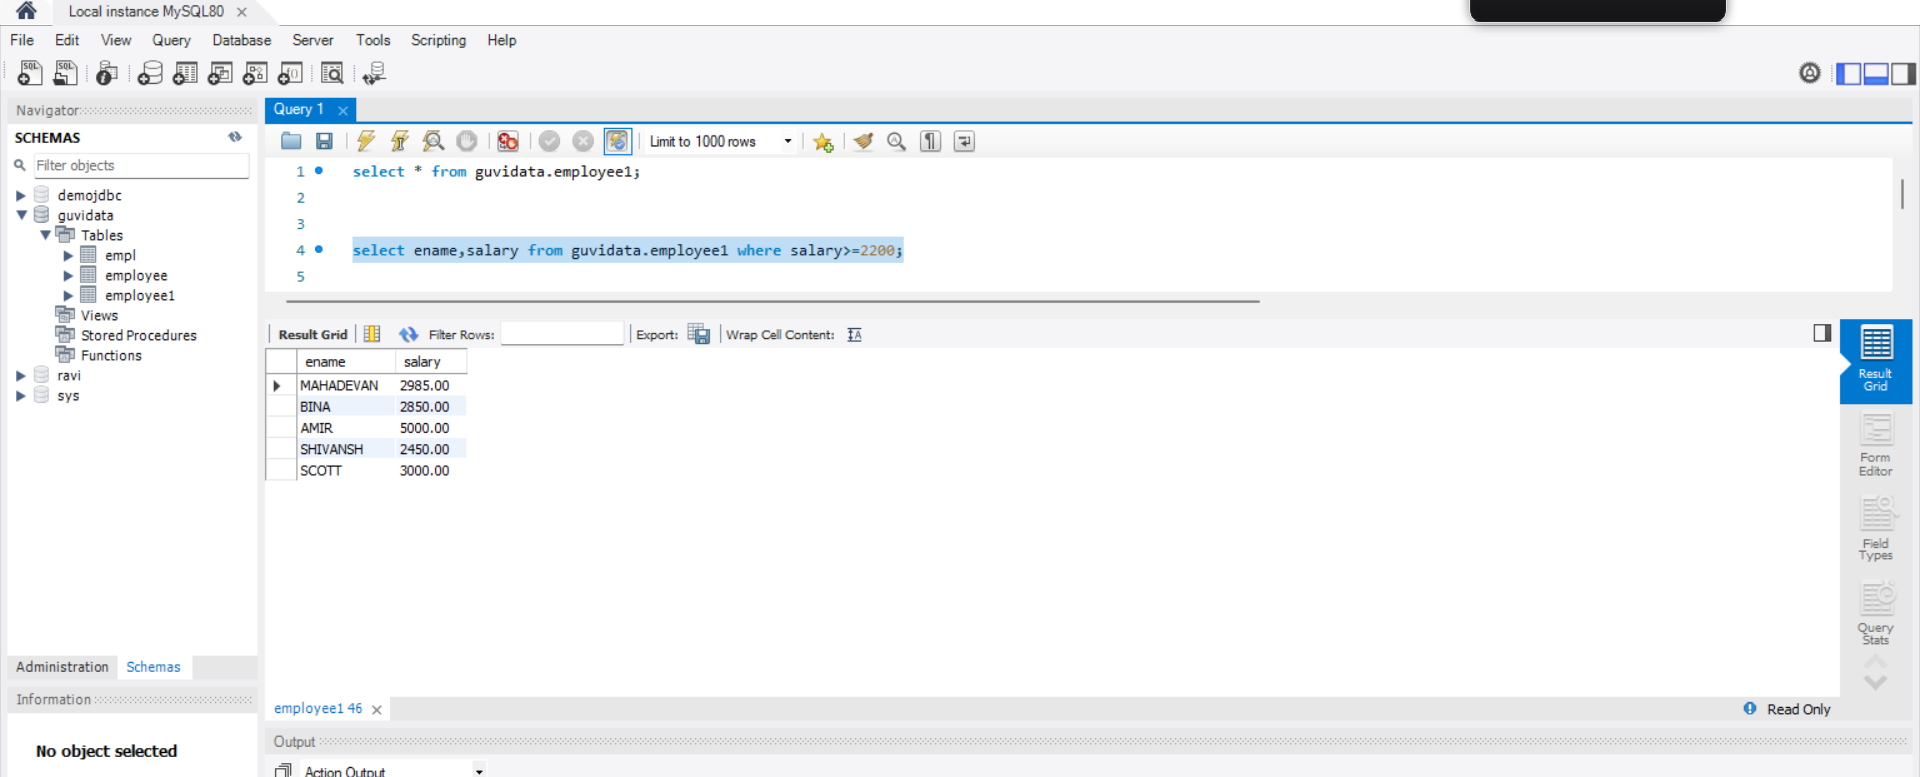 Local instance MySQL80
File Edit View Query Database Server Tools Scripting Help
Navigator
SCHEMAS
Filter objects
demojdbc
guvidata
Tables
empl
employee
employee1
Views
Stored Procedures
Functions
ravi
sys
Administration Schemas
Information
No object selected
Query 1
Limit to 1000 rows
1 select * from guvidata.employee1;
2
3
4 select ename,salary from guvidata.employee1 where salary>=2200;
5
Result Grid Filter Rows: Export: Wrap Cell Content:
ename salary
MAHADEVAN 2985.00
BINA 2850.00
AMIR 5000.00
SHIVANSH 2450.00
SCOTT 3000.00
Result
Grid
Form
Editor
Field
Types
Query
Stats
employee1 46
Read Only
Output
Action Output